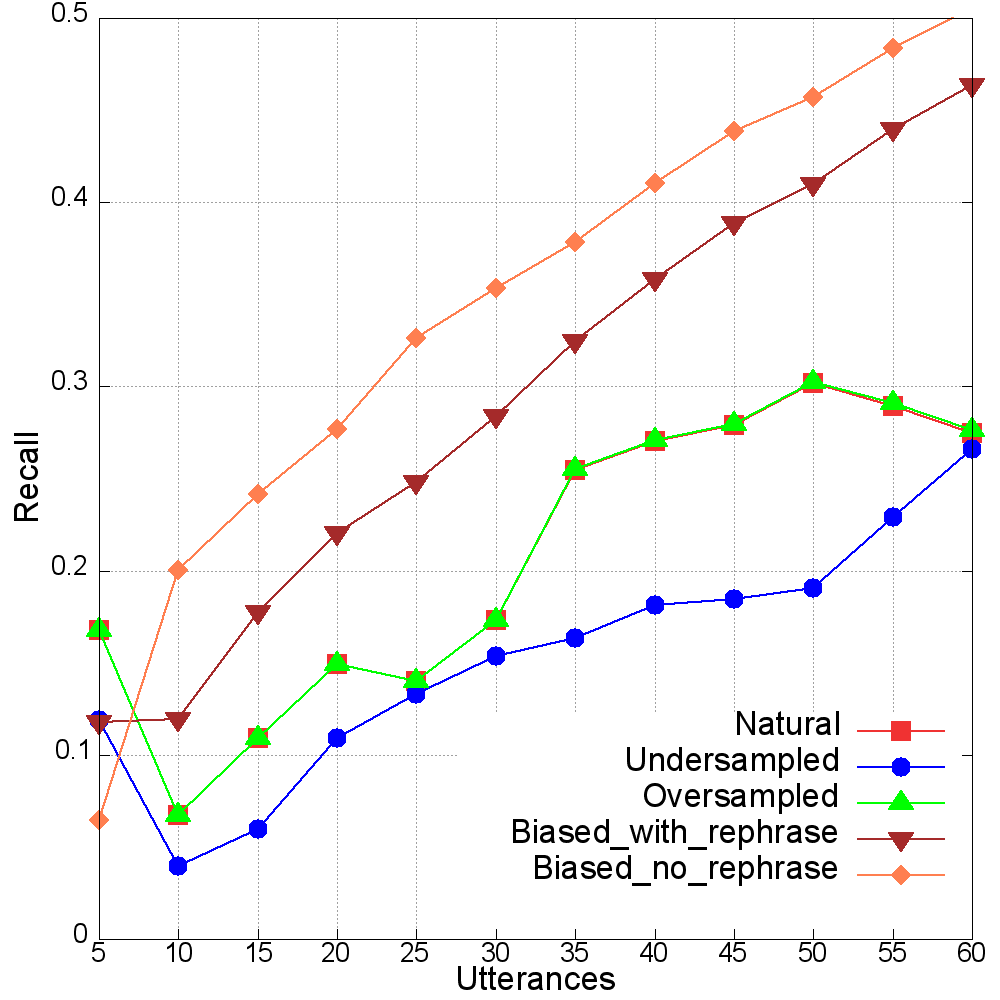 0.5
0.4
0.3
0.2
0.1
0
Recall
5 10 15 20 25 30 35 40 45 50 55 60
Utterances
Natural
Undersampled
Oversampled
Biased_with_rephrase
Biased_no_rephrase